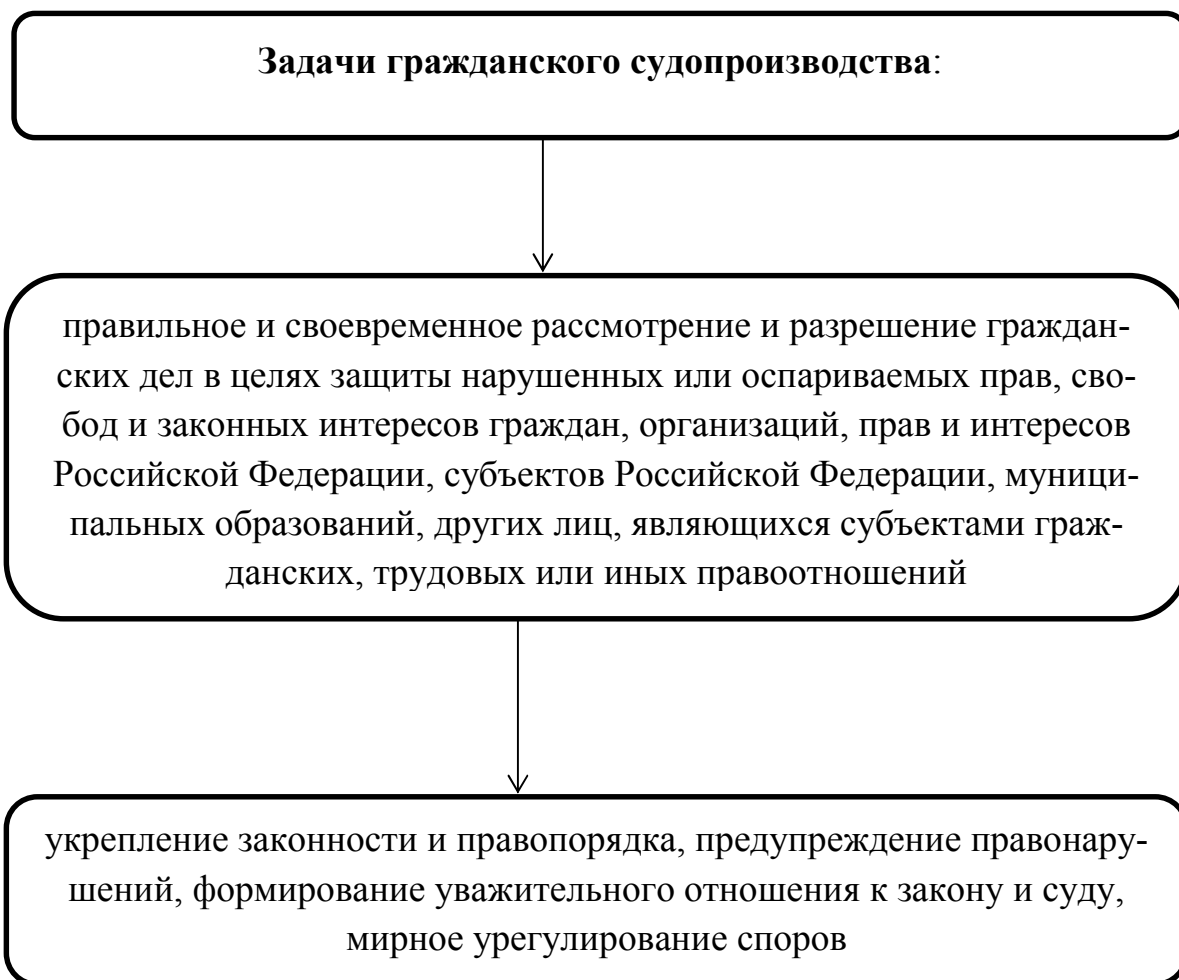 Задачи гражданского судопроизводства:
правильное и своевременное рассмотрение и разрешение граждан-
ских дел в целях защиты нарушенных или оспариваемых прав, сво-
бод и законных интересов граждан, организаций, прав и интересов
Российской Федерации, субъектов Российской Федерации, муници-
пальных образований, других лиц, являющихся субъектами граж-
данских, трудовых или иных правоотношений
укрепление законности и правопорядка, предупреждение правонару-
шений, формирование уважительного отношения к закону и суду,
мирное урегулирование споров